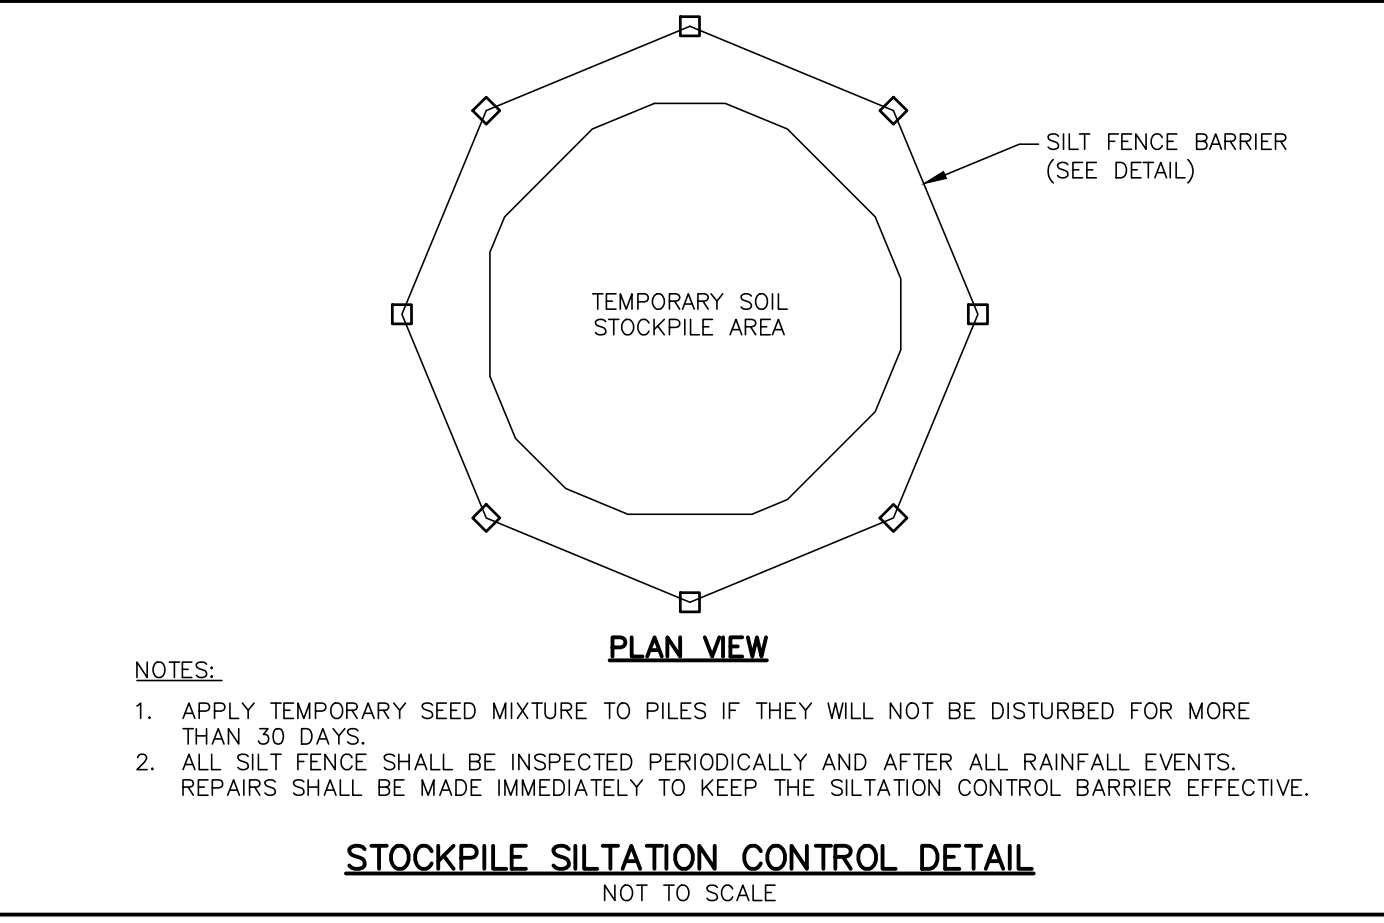 SILT FENCE BARRIER
(SEE DETAIL)
TEMPORARY SOIL
STOCKPILE AREA
PLAN VIEW
NOTES:
1. APPLY TEMPORARY SEED MIXTURE TO PILES IF THEY WILL NOT BE DISTURBED FOR MORE
THAN 30 DAYS.
2. ALL SILT FENCE SHALL BE INSPECTED PERIODICALLY AND AFTER ALL RAINFALL EVENTS.
REPAIRS SHALL BE MADE IMMEDIATELY TO KEEP THE SILTATION CONTROL BARRIER EFFECTIVE.
STOCKPILE SILTATION CONTROL DETAIL
NOT TO SCALE